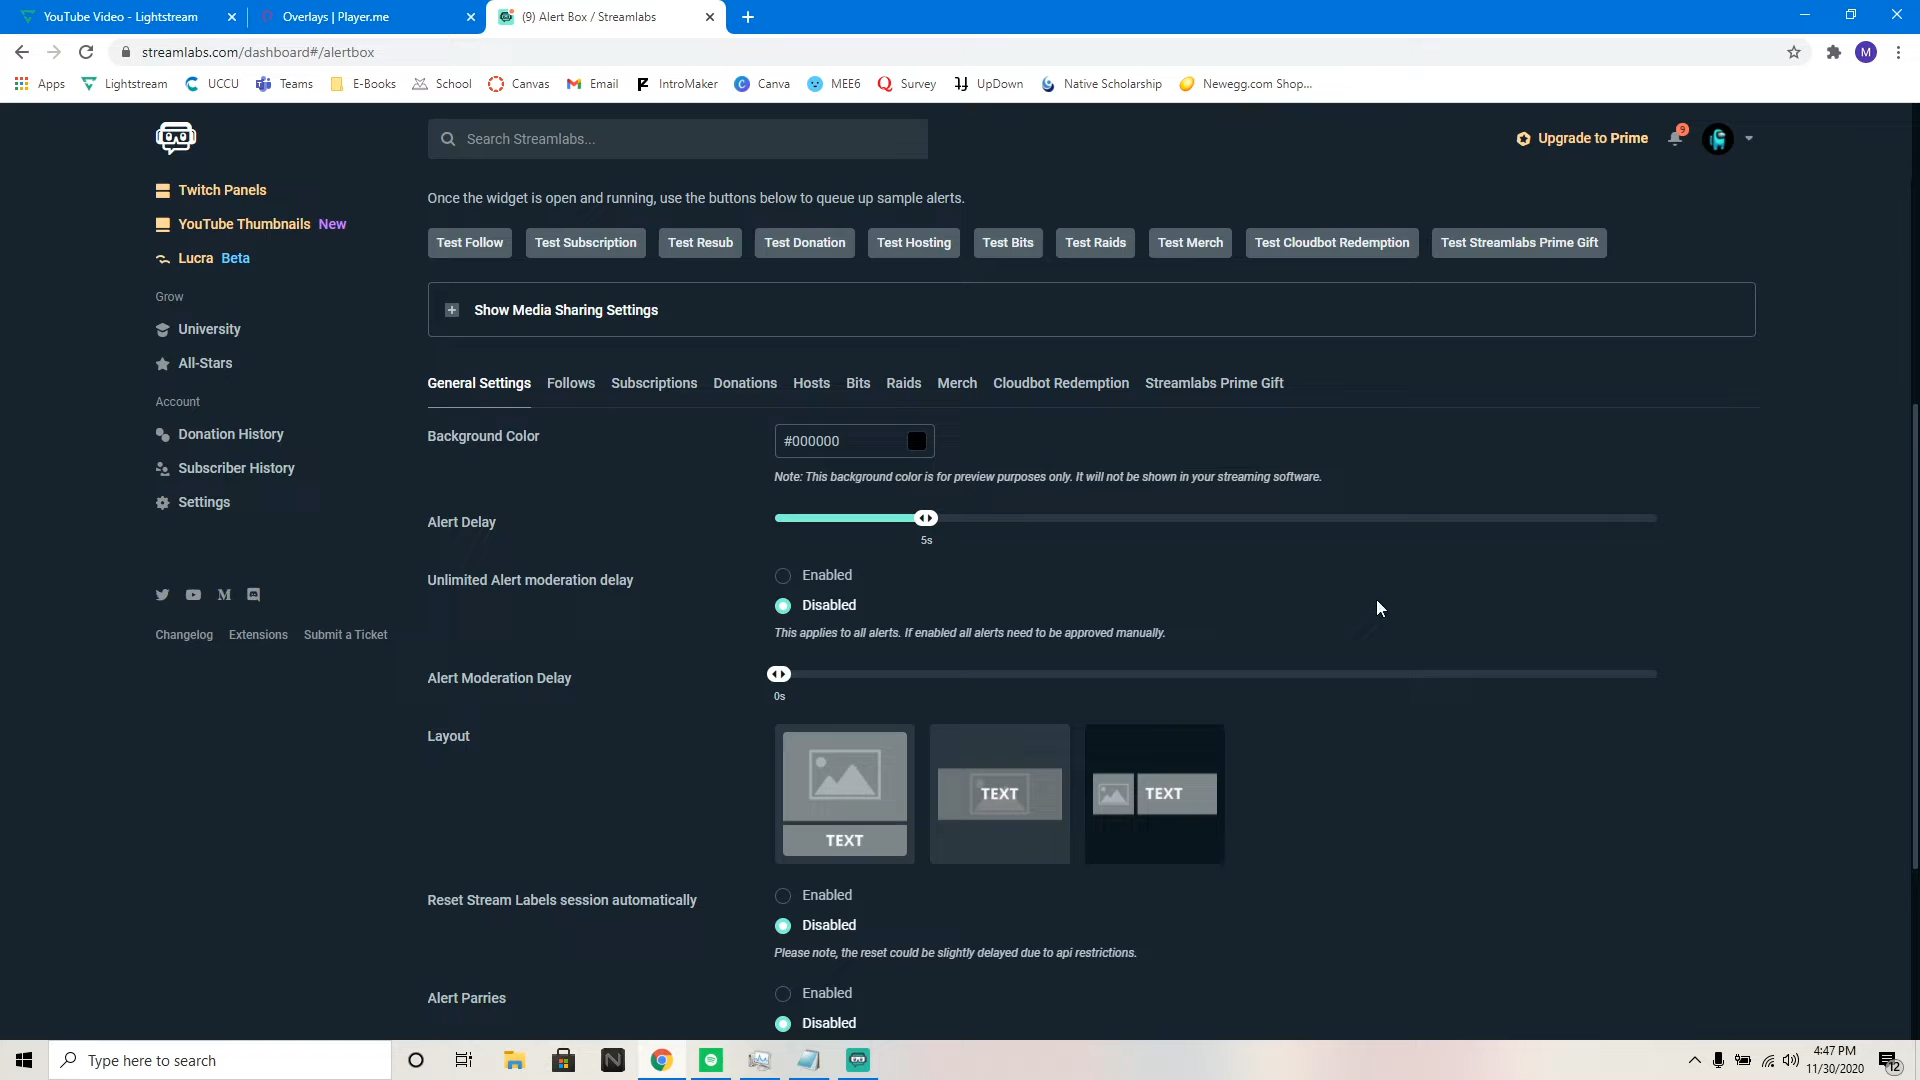 YouTube Video - Lightstream
Overlays | Player.me
(9) Alert Box / Streamlabs
streamlabs.com/dashboard#/alertbox
M
Apps
Lightstream
UCCU
Teams
E-Books
School
Canvas
Email
IntroMaker
Canva
MEE6
Survey
UpDown
Native Scholarship
Newegg.com Shop...
Search Streamlabs...
Upgrade to Prime
9
Twitch Panels
YouTube Thumbnails New
Lucra Beta
Grow
University
All-Stars
Account
Donation History
Subscriber History
Settings
Changelog
Extensions
Submit a Ticket
Once the widget is open and running, use the buttons below to queue up sample alerts.
Test Follow
Test Subscription
Test Resub
Test Donation
Test Hosting
Test Bits
Test Raids
Test Merch
Test Cloudbot Redemption
Test Streamlabs Prime Gift
Show Media Sharing Settings
General Settings
Follows
Subscriptions
Donations
Hosts
Bits
Raids
Merch
Cloudbot Redemption
Streamlabs Prime Gift
Background Color
#000000
Note: This background color is for preview purposes only. It will not be shown in your streaming software.
Alert Delay
5s
Unlimited Alert moderation delay
Enabled
Disabled
This applies to all alerts. If enabled all alerts need to be approved manually.
Alert Moderation Delay
0s
Layout
TEXT
TEXT
TEXT
Reset Stream Labels session automatically
Enabled
Disabled
Please note, the reset could be slightly delayed due to api restrictions.
Alert Parries
Enabled
Disabled
Type here to search
4:47 PM
11/30/2020
12